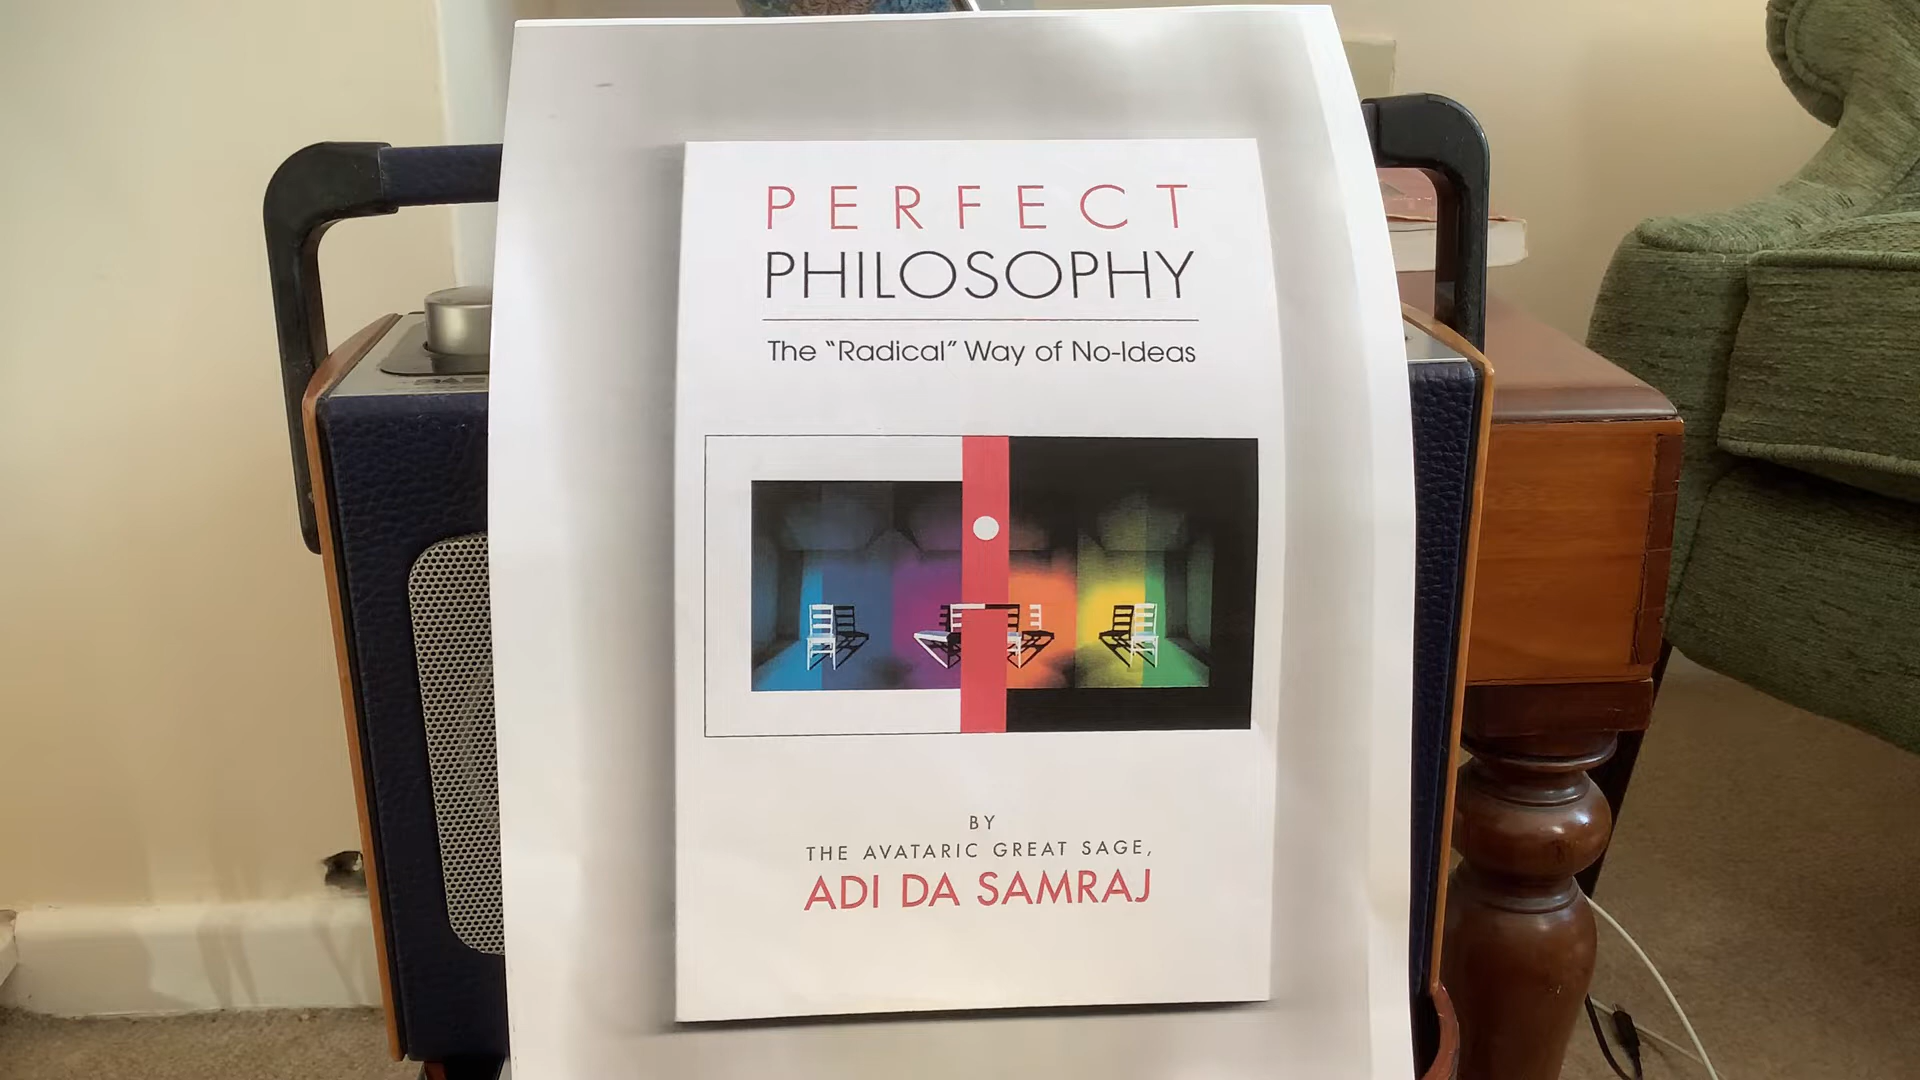 PERFECT
PHILOSOPHY
The “Radical” Way of No-Ideas
BY
THE AVATARIC GREAT SAGE,
ADI DA SAMRAJ